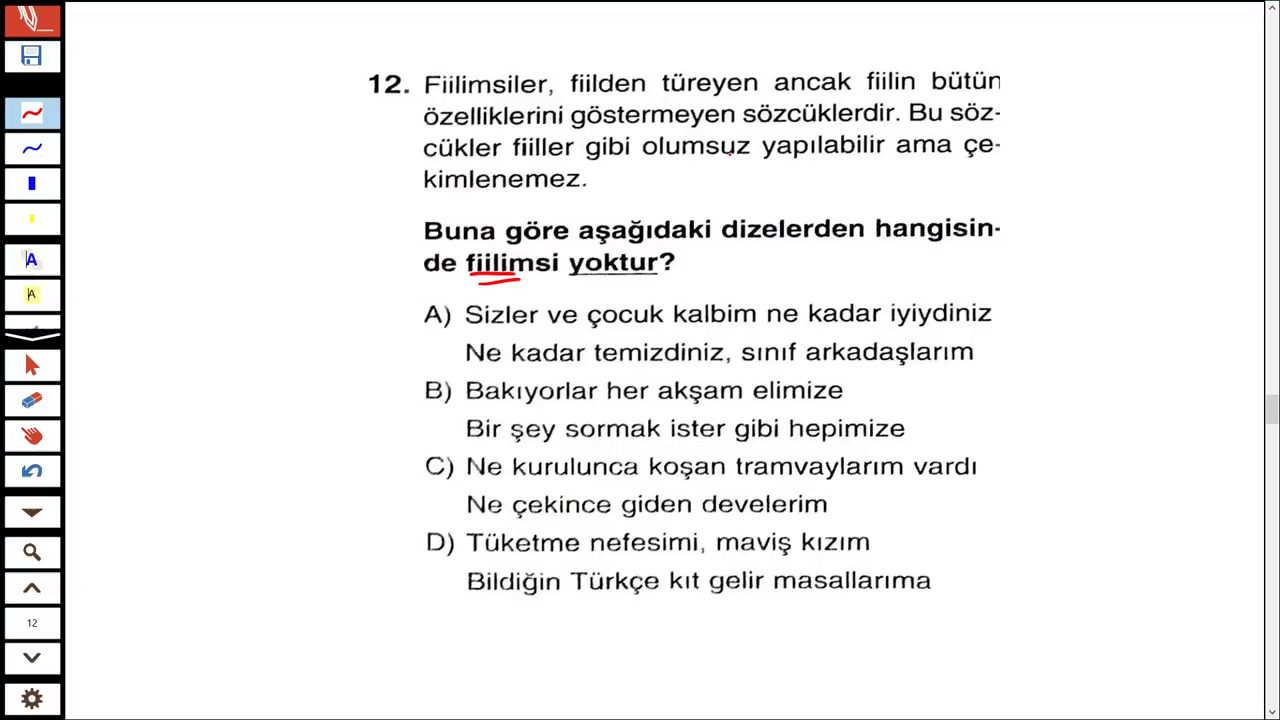 12. Fiilimsiler, fiilden türeyen ancak fiilin bütün
özelliklerini göstermeyen sözcüklerdir. Bu söz-
cükler fiiller gibi olumsuz yapılabilir ama çe-
kimlenemez.
Buna göre aşağıdaki dizelerden hangisin-
de fiilimsi yoktur?
A) Sizler ve çocuk kalbim ne kadar iyiydiniz
Ne kadar temizdiniz, sınıf arkadaşlarım
B) Bakıyorlar her akşam elimize
Bir şey sormak ister gibi hepimize
C) Ne kurulunca koşan tramvaylarım vardı
Ne çekince giden develerim
D) Tüketme nefesimi, maviş kızım
Bildiğin Türkçe kıt gelir masallarıma
A
A
12